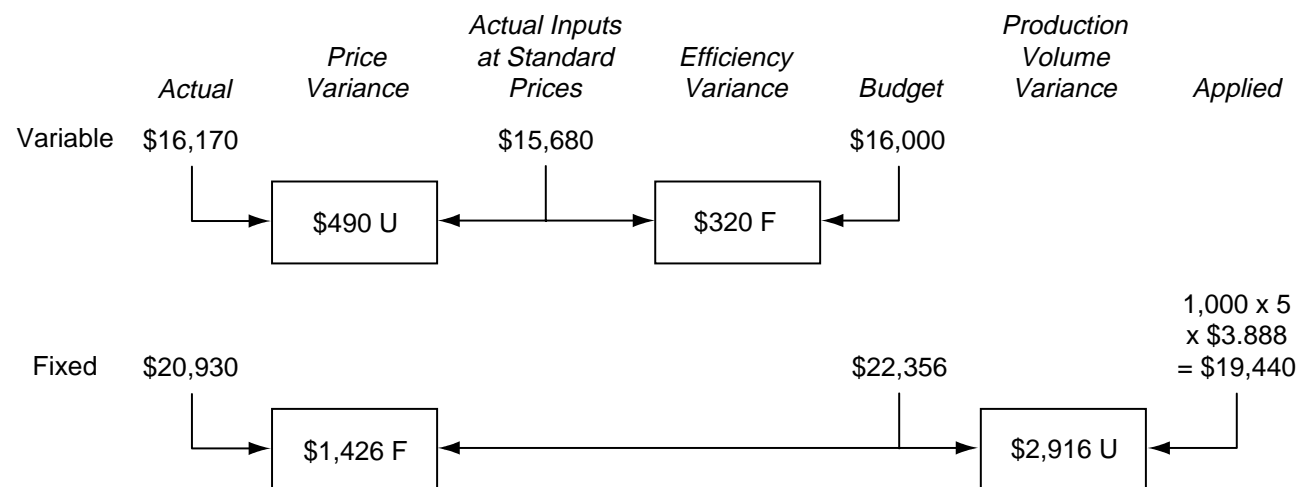 Actual
Price
Variance
Actual Inputs
at Standard
Prices
Efficiency
Variance
Budget
Production
Volume
Variance
Applied
Variable $16,170 $15,680 $16,000
$490 U $320 F
Fixed $20,930 $22,356
1,000 x 5
x $3.888
= $19,440
$1,426 F $2,916 U